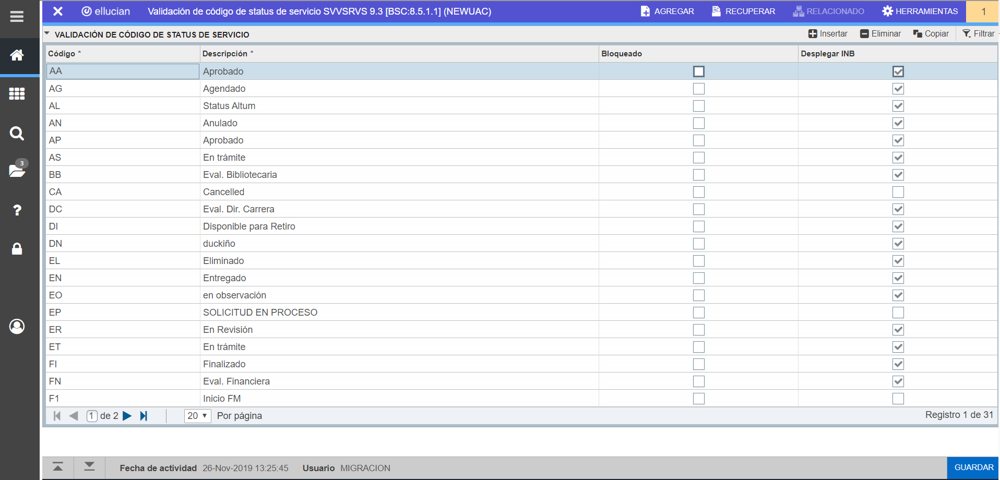 ellucian Validación de código de status de servicio SVVSRVS 9.3 [BSC:8.5.1.1] (NEWUAC) AGREGAR RECUPERAR RELACIONADO HERRAMIENTAS 1
VALIDACIÓN DE CÓDIGO DE STATUS DE SERVICIO Insertar Eliminar Copiar Filtrar
Código * Descripción * Bloqueado Desplegar INB
AA Aprobado
AG Agendado
AL Status Altum
AN Anulado
AP Aprobado
AS En trámite
BB Eval. Bibliotecaria
3
CA Cancelled
DC Eval. Dir. Carrera
DI Disponible para Retiro
DN duckiño
EL Eliminado
EN Entregado
EO en observación
EP SOLICITUD EN PROCESO
ER En Revisión
ET En trámite
FI Finalizado
FN Eval. Financiera
F1 Inicio FM
1 de 2 20 Por página Registro 1 de 31
Fecha de actividad 26-Nov-2019 13:25:45 Usuario MIGRACION GUARDAR